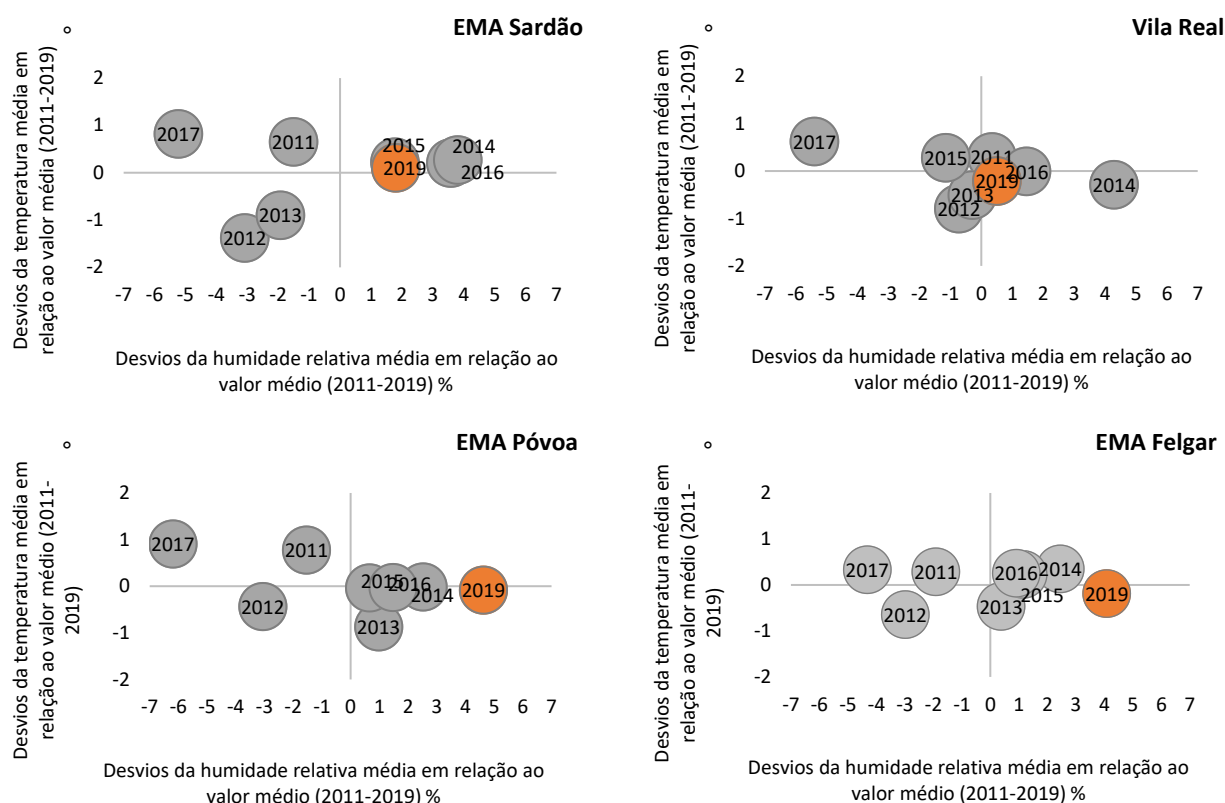 EMA Sardão
°
Desvios da temperatura média em
relação ao valor médio (2011-2019)
2
1
0
-1
-2
2017
2011
2015
2014
2019
2016
2013
2012
-7 -6 -5 -4 -3 -2 -1 0 1 2 3 4 5 6 7
Desvios da humidade relativa média em relação ao
valor médio (2011-2019) %
Vila Real
°
Desvios da temperatura média em
relação ao valor médio (2011-2019)
2
1
0
-1
-2
2017
2015
2011
2016
2019
2014
2013
2012
-7 -6 -5 -4 -3 -2 -1 0 1 2 3 4 5 6 7
Desvios da humidade relativa média em relação ao
valor médio (2011-2019) %
EMA Póvoa
°
Desvios da temperatura média em
relação ao valor médio (2011-
2019)
2
1
0
-1
-2
2017
2011
2015
2016
2014
2019
2012
2013
-7 -6 -5 -4 -3 -2 -1 0 1 2 3 4 5 6 7
Desvios da humidade relativa média em relação ao
valor médio (2011-2019) %
EMA Felgar
°
Desvios da temperatura média em
relação ao valor médio (2011-
2019)
2
1
0
-1
-2
2017
2011
2016
2014
2015
2019
2013
2012
-7 -6 -5 -4 -3 -2 -1 0 1 2 3 4 5 6 7
Desvios da humidade relativa média em relação ao
valor médio (2011-2019) %